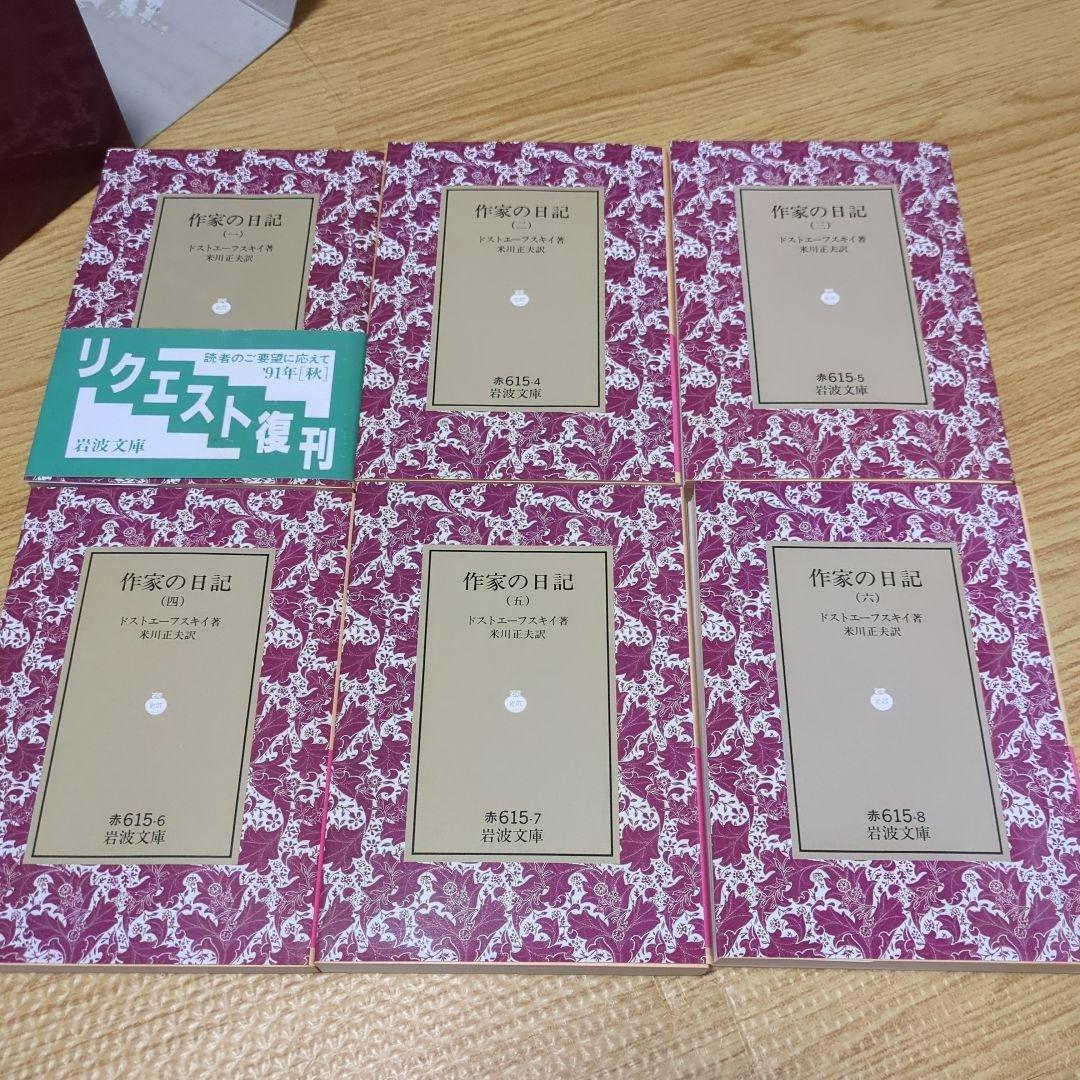 作家の日記
(一)
ドストエーフスキイ著
米川正夫訳
読者のご要望に応えて
'91年[秋]
リクエスト復刊
岩波文庫
作家の日記
(二)
ドストエーフスキイ著
米川正夫訳
赤615-4
岩波文庫
作家の日記
(三)
ドストエーフスキイ著
米川正夫訳
赤615-5
岩波文庫
作家の日記
(四)
ドストエーフスキイ著
米川正夫訳
赤615-6
岩波文庫
作家の日記
(五)
ドストエーフスキイ著
米川正夫訳
赤615-7
岩波文庫
作家の日記
(六)
ドストエーフスキイ著
米川正夫訳
赤615-8
岩波文庫